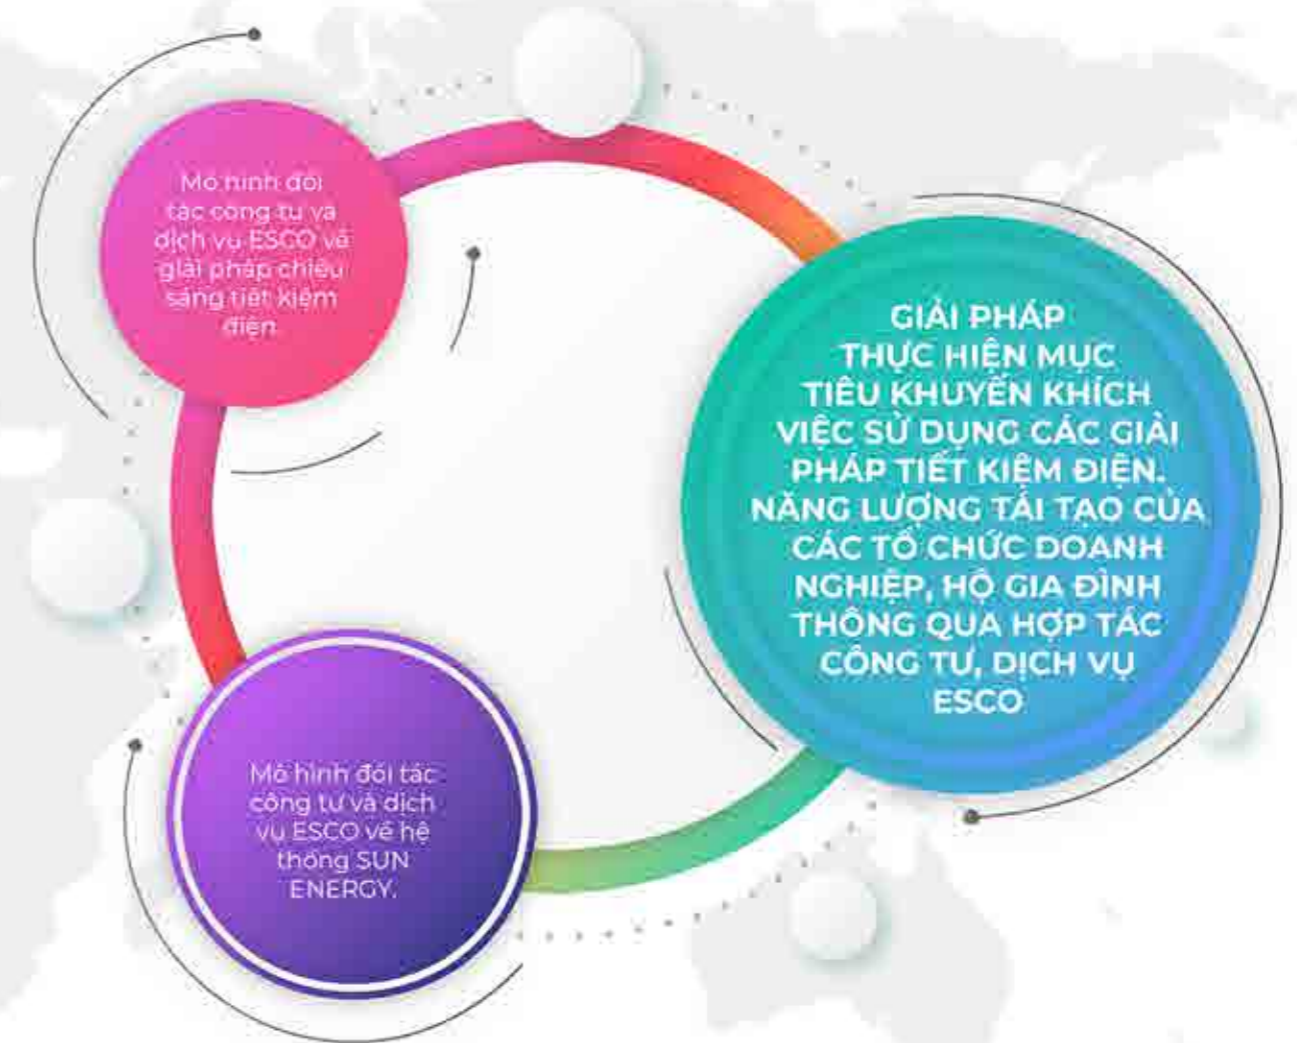 Mô hình đối
tác công tư và
dịch vụ ESCO về
giải pháp chiếu
sáng tiết kiệm
điện
GIẢI PHÁP
THỰC HIỆN MỤC
TIÊU KHUYẾN KHÍCH
VIỆC SỬ DỤNG CÁC GIẢI
PHÁP TIẾT KIỆM ĐIỆN.
NĂNG LƯỢNG TÁI TẠO CỦA
CÁC TỔ CHỨC DOANH
NGHIỆP, HỘ GIA ĐÌNH
THÔNG QUA HỢP TÁC
CÔNG TƯ, DỊCH VỤ
ESCO
Mô hình đối tác
công tư và dịch
vụ ESCO về hệ
thống SUN
ENERGY.